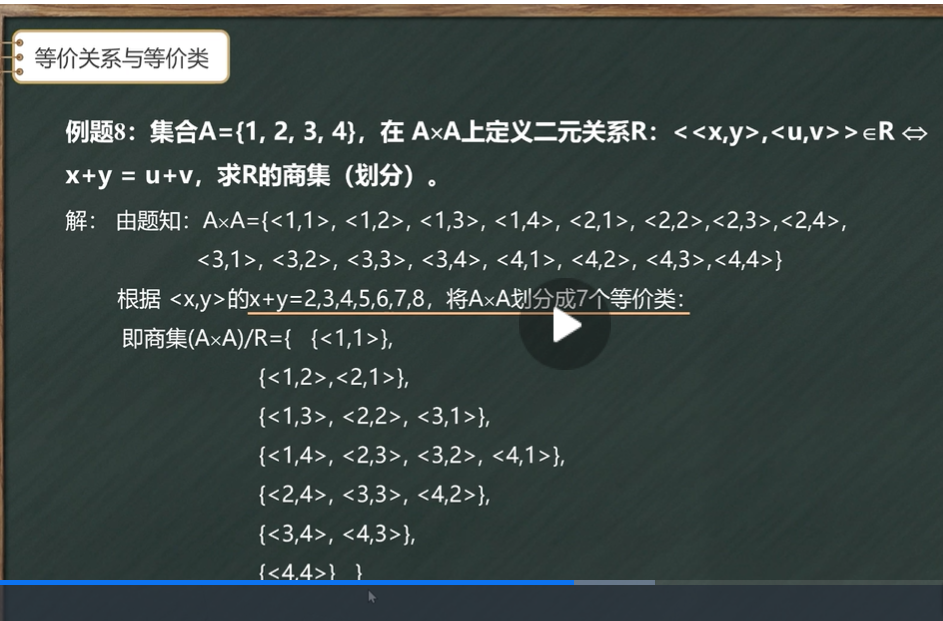 等价关系与等价类
例题8：集合A={1, 2, 3, 4}，在 A×A上定义二元关系R：<<x,y>,<u,v>>∈R ⇔
x+y = u+v，求R的商集（划分）。
解： 由题知：A×A={<1,1>, <1,2>, <1,3>, <1,4>, <2,1>, <2,2>,<2,3>,<2,4>,
<3,1>, <3,2>, <3,3>, <3,4>, <4,1>, <4,2>, <4,3>,<4,4>}
根据 <x,y>的x+y=2,3,4,5,6,7,8，将A×A划分成7个等价类：
即商集(A×A)/R={ {<1,1>},
{<1,2>,<2,1>},
{<1,3>, <2,2>, <3,1>},
{<1,4>, <2,3>, <3,2>, <4,1>},
{<2,4>, <3,3>, <4,2>},
{<3,4>, <4,3>},
{<4,4>} }